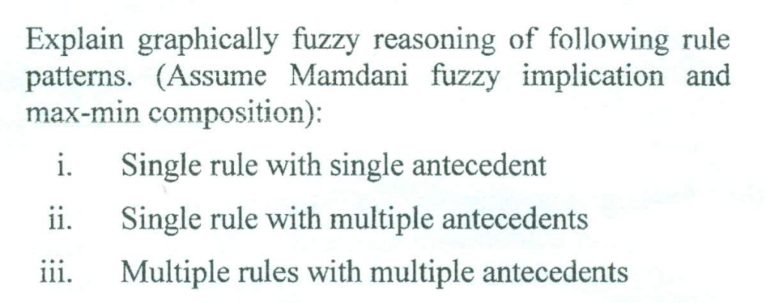 Explain graphically fuzzy reasoning of following rule
patterns. (Assume Mamdani fuzzy implication and
max-min composition):
i. Single rule with single antecedent
ii. Single rule with multiple antecedents
iii. Multiple rules with multiple antecedents